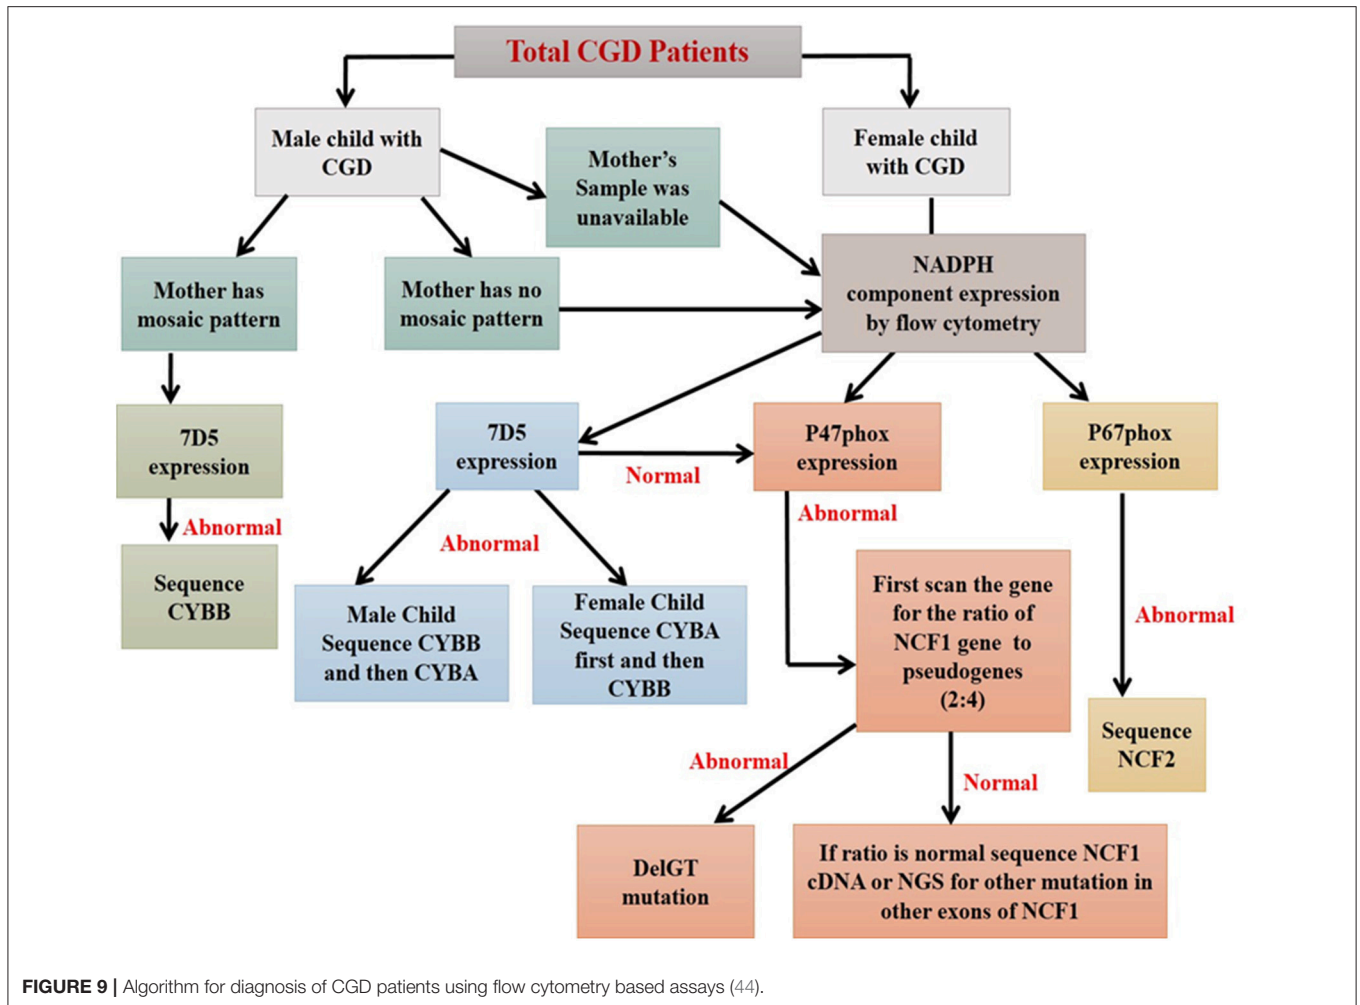 Total CGD Patients
Male child with
CGD
Mother's
Sample was
unavailable
Female child
with CGD
Mother has
mosaic pattern
Mother has no
mosaic pattern
NADPH
component expression
by flow cytometry
7D5
expression
7D5
expression
Normal
P47phox
expression
P67phox
expression
Abnormal
Abnormal
Abnormal
Abnormal
Sequence
CYBB
Male Child
Sequence CYBB
and then CYBA
Female Child
Sequence CYBA
first and then
CYBB
First scan the gene
for the ratio of
NCF1 gene to
pseudogenes
(2:4)
Sequence
NCF2
Abnormal
Normal
DelGT
mutation
If ratio is normal sequence NCF1
cDNA or NGS for other mutation in
other exons of NCF1
FIGURE 9 | Algorithm for diagnosis of CGD patients using flow cytometry based assays (44).